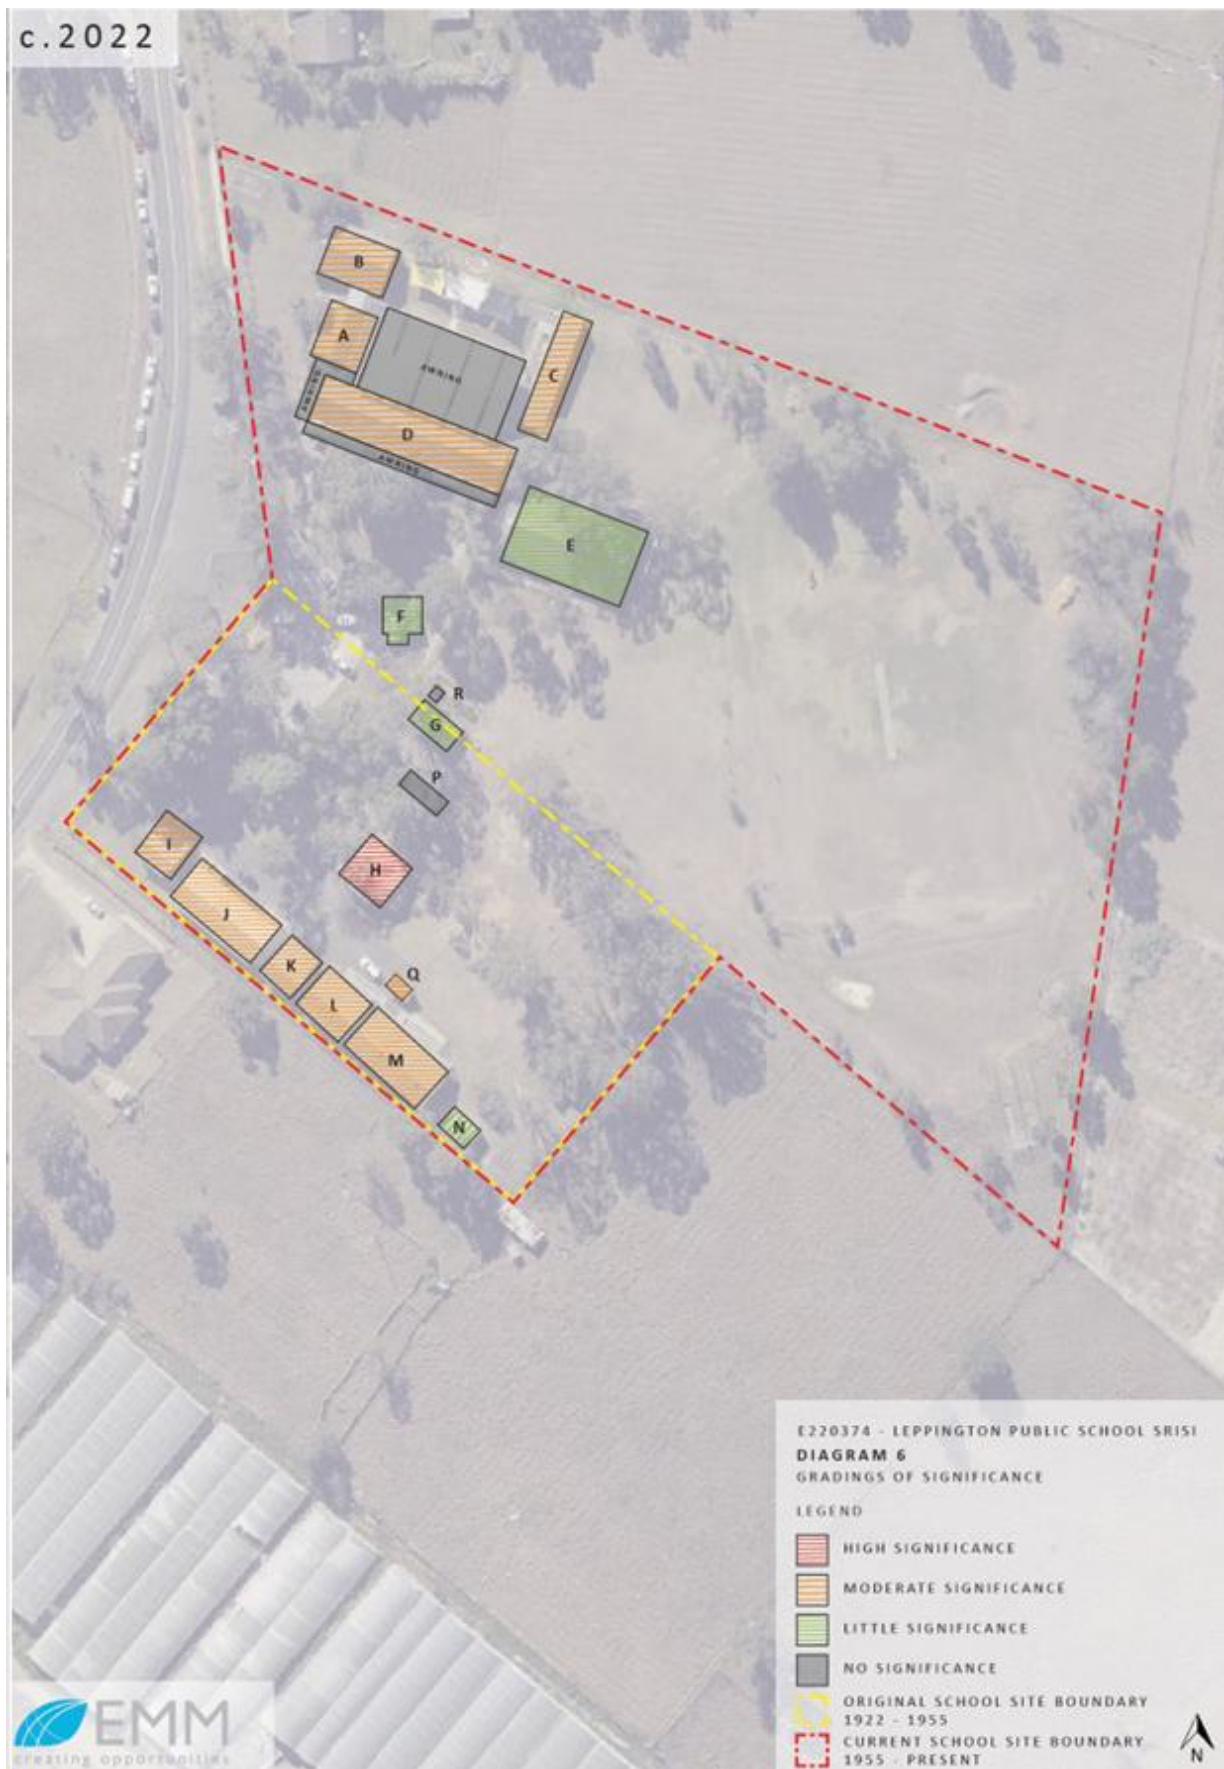 c.2022
B
A
AWNING
C
AWNING
D
AWNING
E
F
R
G
P
I
H
J
K
Q
L
M
N
E220374 - LEPPINGTON PUBLIC SCHOOL SRISI
DIAGRAM 6
GRADINGS OF SIGNIFICANCE
LEGEND
HIGH SIGNIFICANCE
MODERATE SIGNIFICANCE
LITTLE SIGNIFICANCE
NO SIGNIFICANCE
ORIGINAL SCHOOL SITE BOUNDARY
1922 - 1955
CURRENT SCHOOL SITE BOUNDARY
1955 - PRESENT
N
EMM
creating opportunities